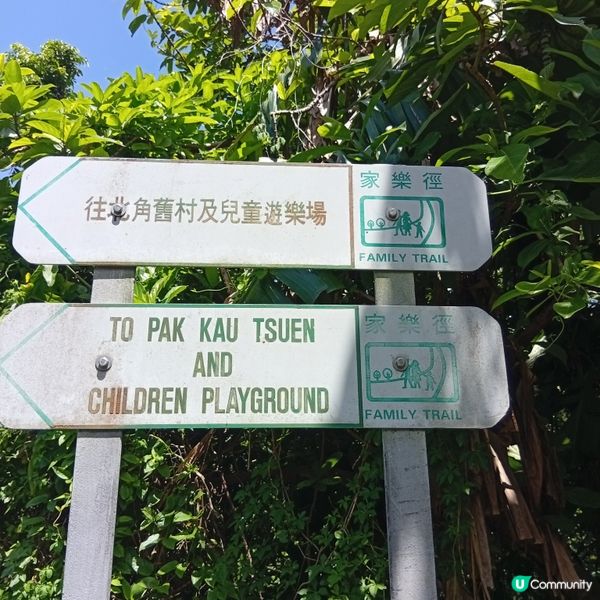 往北角舊村及兒童遊樂場
家樂徑
FAMILY TRAIL
TO PAK KAU TSUEN
AND
CHILDREN PLAYGROUND
家樂徑
FAMILY TRAIL
U Community